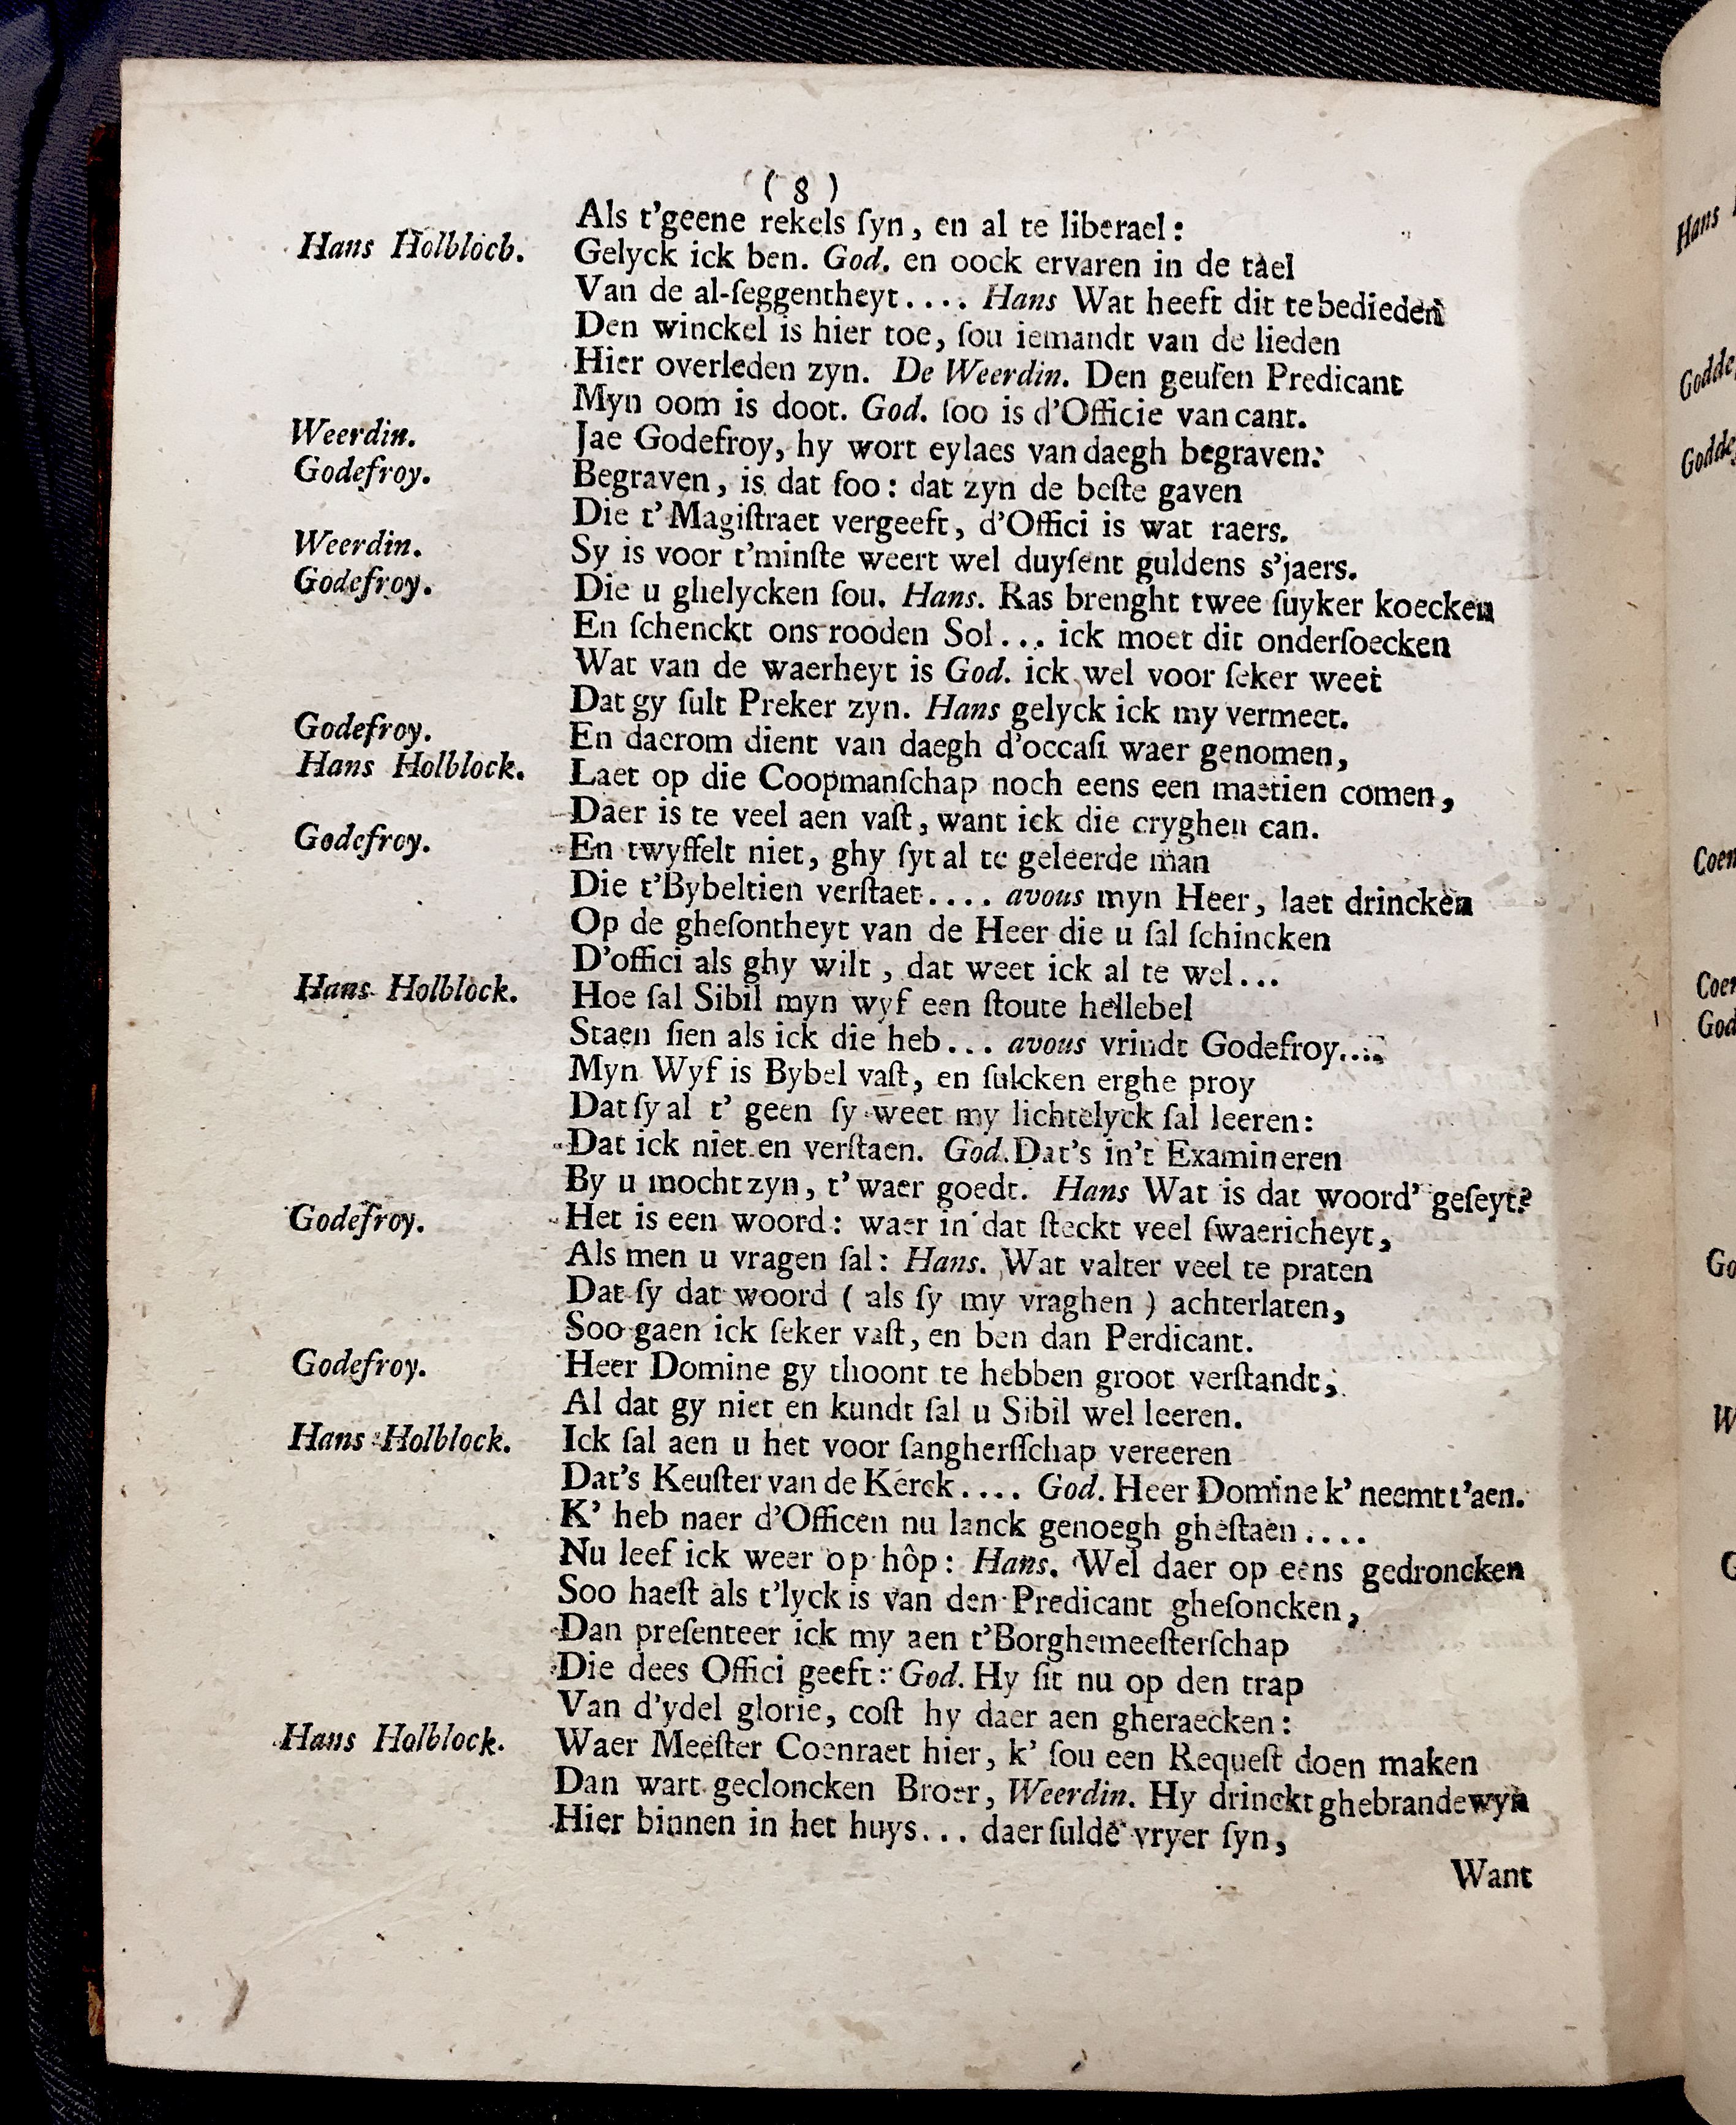 ( 8 )
Als t'geene rekels ſyn, en al te liberael:
Hans Holblocb. Gelyck ick ben. God. en oock ervaren in de tael
Van de al-ſeggentheyt.... Hans Wat heeft dit te bedieden
Den winckel is hier toe, ſou iemandt van de lieden
Hier overleden zyn. De Weerdin. Den geuſen Predicant
Myn oom is doot. God. ſoo is d'Officie van cant.
Weerdin. Jae Godefroy, hy wort eylaes van daegh begraven:
Godefroy. Begraven, is dat ſoo: dat zyn de beſte gaven
Die t'Magiſtraet vergeeft, d'Offici is wat raers.
Weerdin. Sy is voor t'minſte weert wel duyſent guldens s'jaers.
Godefroy. Die u ghelycken ſou. Hans. Ras brenght twee ſuyker koecken
En ſchenckt ons rooden Sol... ick moet dit onderſoecken
Wat van de waerheyt is God. ick wel voor ſeker weet
Dat gy ſult Preker zyn. Hans gelyck ick my vermeet.
Godefroy. En daerom dient van daegh d'occaſi waer genomen,
Hans Holblock. Laet op die Coopmanſchap noch eens een maetien comen,
Daer is te veel aen vaſt, want ick die cryghen can.
Godefroy. En twyffelt niet, ghy ſyt al te geleerde man
Die t'Bybeltien verſtaet.... avous myn Heer, laet drincken
Op de gheſontheyt van de Heer die u ſal ſchincken
D'offici als ghy wilt, dat weet ick al te wel...
Hans Holblock. Hoe ſal Sibil myn wyf een ſtoute hellebel
Staen ſien als ick die heb... avous vrindt Godefroy....
Myn Wyf is Bybel vaſt, en ſulcken erghe proy
Dat ſy al t' geen ſy weet my lichtelyck ſal leeren:
Dat ick niet en verſtaen. God. Dat's in't Examineren
By u mocht zyn, t'waer goedt. Hans Wat is dat woord' geſeyt?
Godefroy. Het is een woord: waer in dat ſteckt veel ſwaericheyt,
Als men u vragen ſal: Hans. Wat valter veel te praten
Dat ſy dat woord ( als ſy my vraghen ) achterlaten,
Soo gaen ick ſeker vaſt, en ben dan Perdicant.
Godefroy. Heer Domine gy thoont te hebben groot verſtandt,
Al dat gy niet en kundt ſal u Sibil wel leeren.
Hans Holblock. Ick ſal aen u het voor ſangherſſchap vereeren
Dat's Keuſter van de Kerck.... God. Heer Domine k' neemt t'aen.
K' heb naer d'Officen nu lanck genoegh gheſtaen....
Nu leef ick weer op hôp: Hans. Wel daer op eens gedroncken
Soo haeſt als t'lyck is van den Predicant gheſoncken,
Dan preſenteer ick my aen t'Borghemeeſterſchap
Die dees Offici geeft: God. Hy ſit nu op den trap
Van d'ydel glorie, coſt hy daer aen gheraecken:
Hans Holblock. Waer Meeſter Coenraet hier, k' ſou een Requeſt doen maken
Dan wart gecloncken Broer, Weerdin. Hy drinckt ghebrandewyn
Hier binnen in het huys... daer ſuldē vryer ſyn,
Want